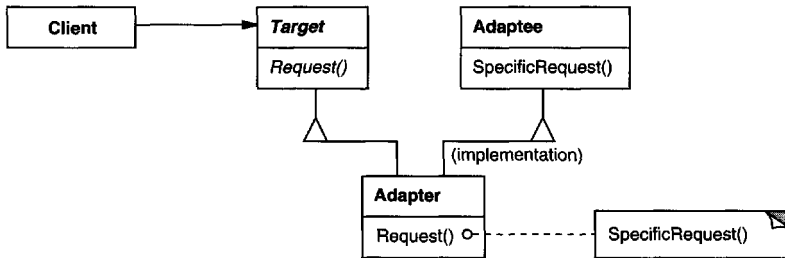 Client
Target
Adaptee
Request()
SpecificRequest()
(implementation)
Adapter
Request()
SpecificRequest()